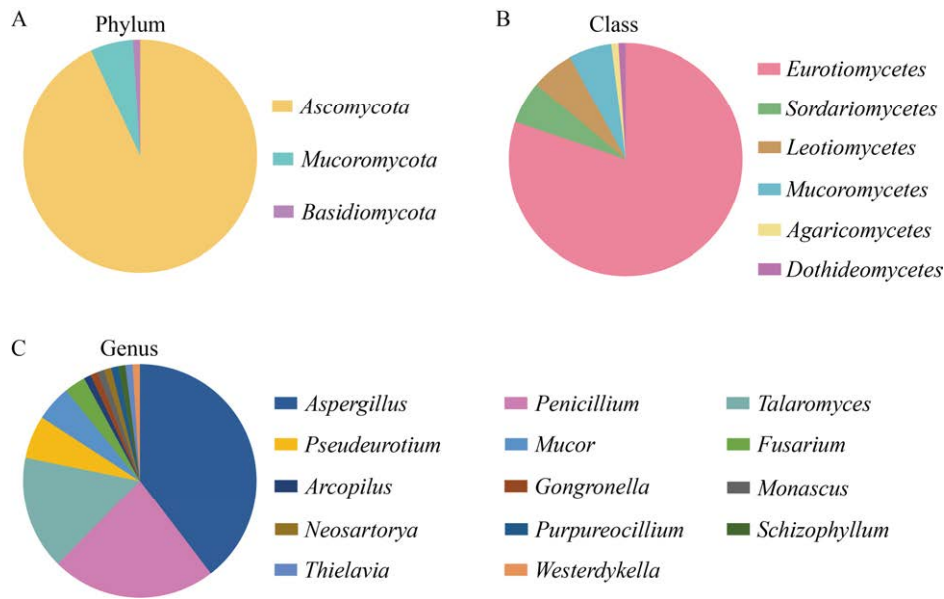 A
Phylum
Ascomycota
Mucoromycota
Basidiomycota
B
Class
Eurotiomycetes
Sordariomycetes
Leotiomycetes
Mucoromycetes
Agaricomycetes
Dothideomycetes
C
Genus
Aspergillus Penicillium Talaromyces
Pseudeurotium Mucor Fusarium
Arcopilus Gongronella Monascus
Neosartorya Purpureocillium Schizophyllum
Thielavia Westerdykella